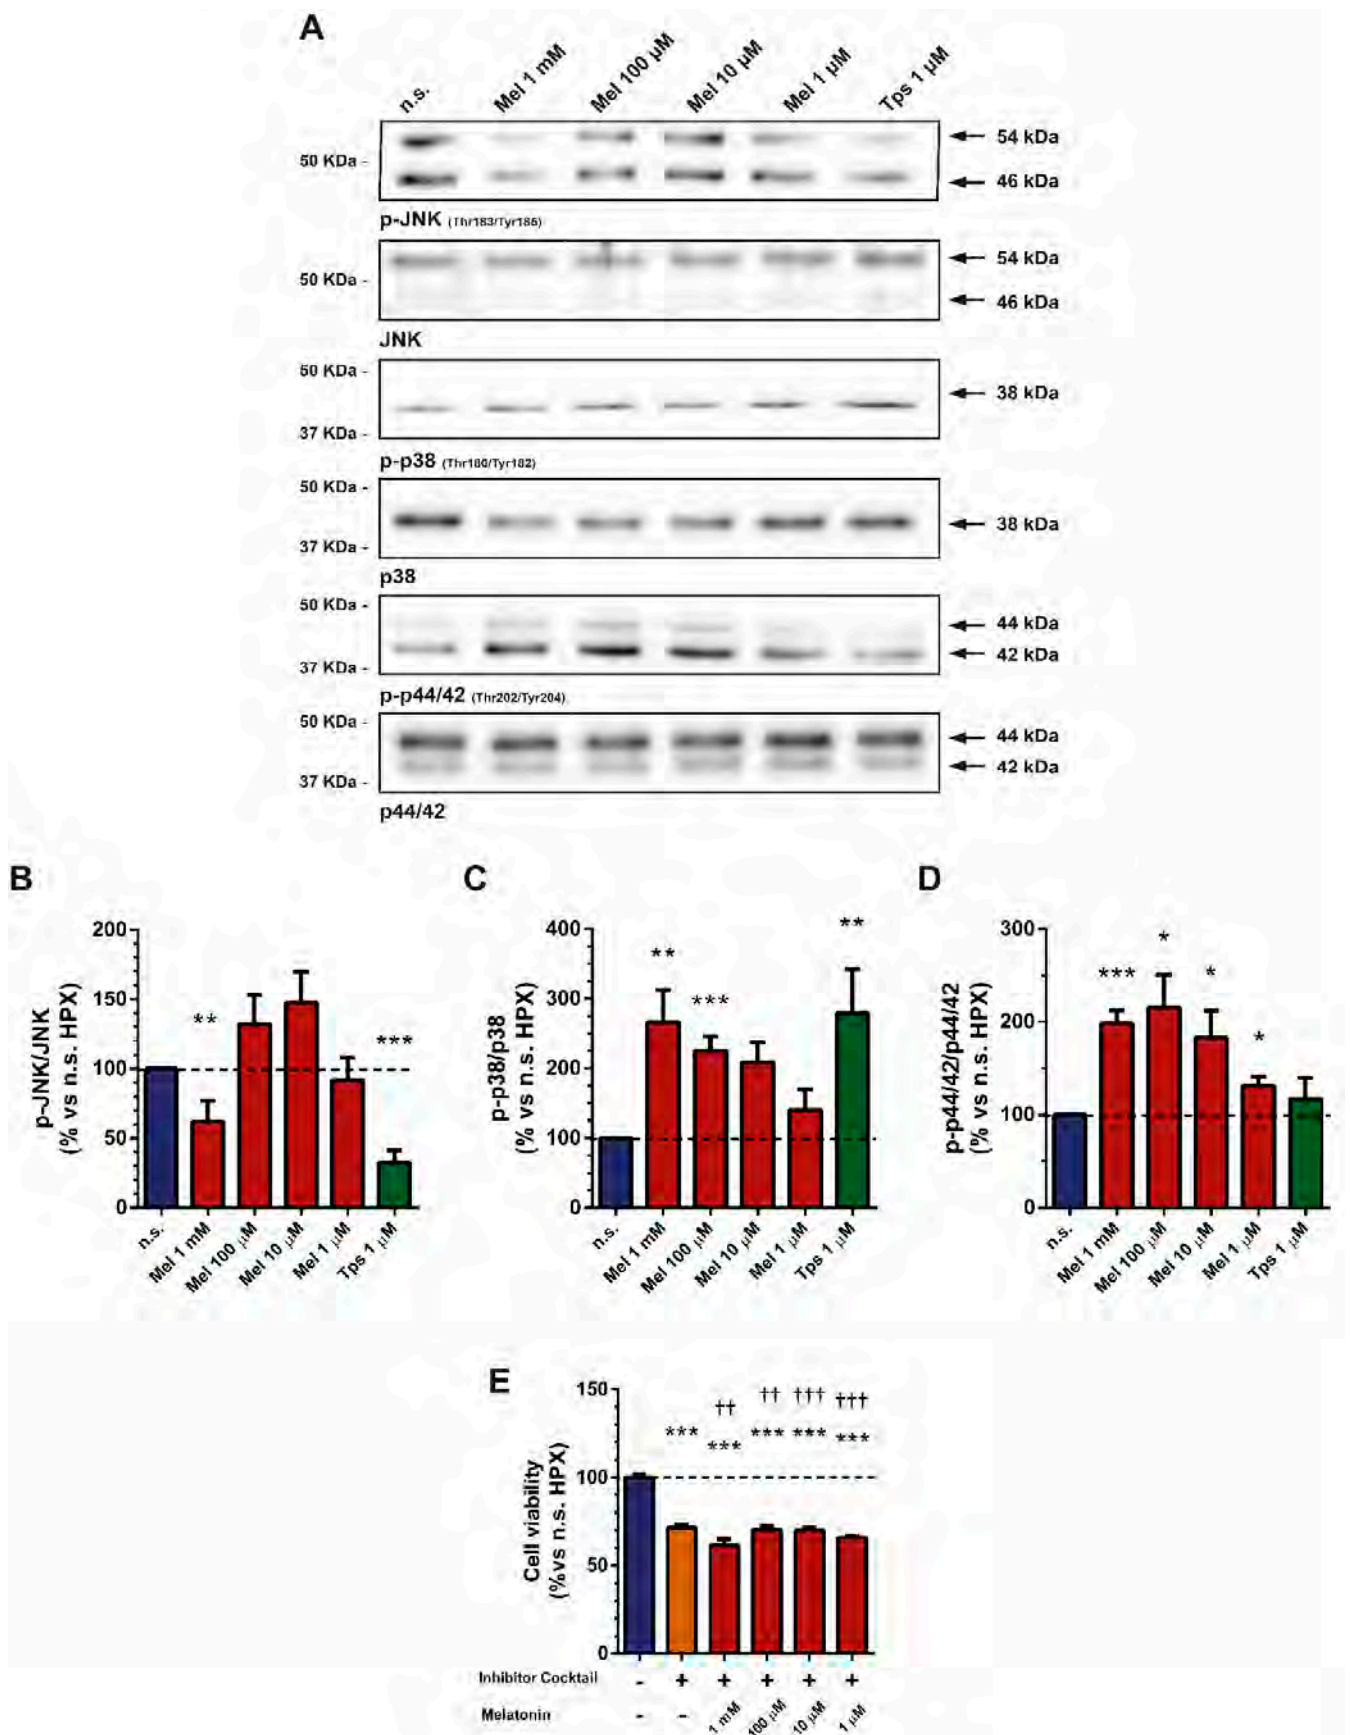 A
n.s. Mel 1 mM Mel 100 µM Mel 10 µM Mel 1 µM Tps 1 µM
54 kDa
50 KDa -
46 kDa
p-JNK (Thr183/Tyr185)
54 kDa
50 KDa -
46 kDa
JNK
50 KDa -
38 kDa
37 KDa -
p-p38 (Thr180/Tyr182)
50 KDa -
38 kDa
37 KDa -
p38
50 KDa -
44 kDa
42 kDa
37 KDa -
p-p44/42 (Thr202/Tyr204)
50 KDa -
44 kDa
42 kDa
37 KDa -
p44/42
B
p-JNK/JNK
(% vs n.s. HPX)
200
150
100
50
0
**
***
n.s. Mel 1 mM Mel 100 µM Mel 10 µM Mel 1 µM Tps 1 µM
C
p-p38/p38
(% vs n.s. HPX)
400
300
200
100
0
**
***
**
n.s. Mel 1 mM Mel 100 µM Mel 10 µM Mel 1 µM Tps 1 µM
D
p-p44/42/p44/42
(% vs n.s. HPX)
300
200
100
0
***
*
*
*
n.s. Mel 1 mM Mel 100 µM Mel 10 µM Mel 1 µM Tps 1 µM
E
Cell viability
(%vs n.s. HPX)
150
100
50
0
†† †† ††† †††
*** *** *** *** ***
Inhibitor Cocktail - + + + + +
Melatonin - - 1 mM 100 µM 10 µM 1 µM